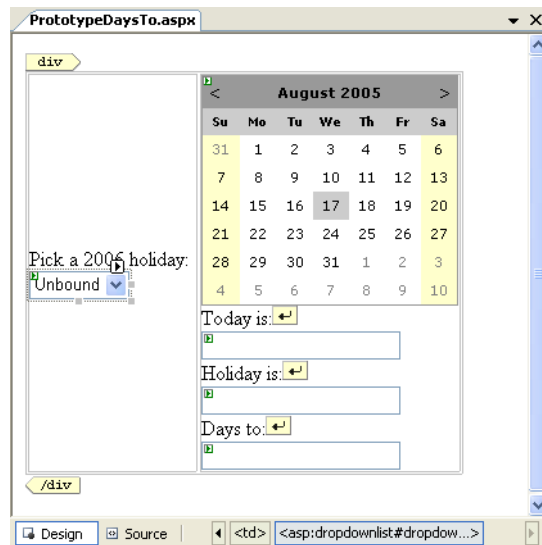 PrototypeDaysTo.aspx
div
< August 2005 >
Su Mo Tu We Th Fr Sa
31 1 2 3 4 5 6
7 8 9 10 11 12 13
14 15 16 17 18 19 20
21 22 23 24 25 26 27
28 29 30 31 1 2 3
4 5 6 7 8 9 10
Pick a 2006 holiday:
Unbound
Today is:
Holiday is:
Days to:
/div
Design Source <td> <asp:dropdownlist#dropdow...>